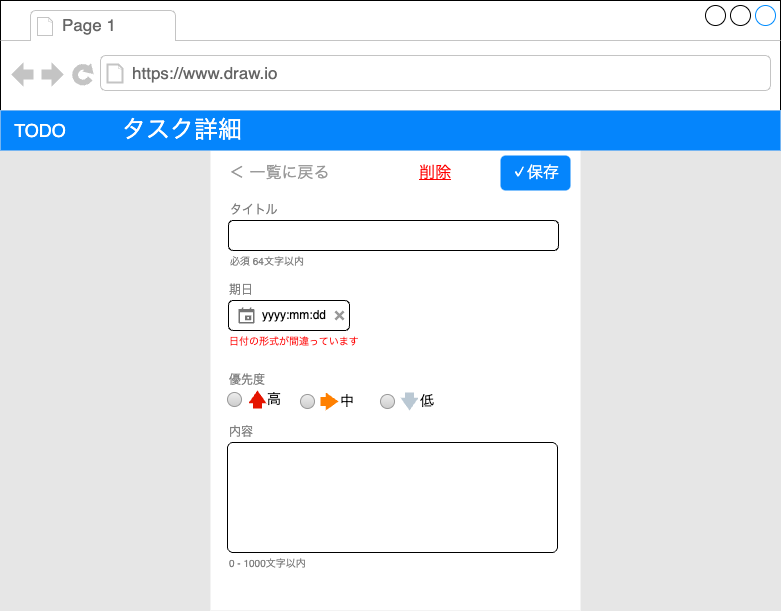 Page 1
https://www.draw.io
TODO タスク詳細
< 一覧に戻る 削除 ✓保存
タイトル
必須 64文字以内
期日
yyyy:mm:dd ×
日付の形式が間違っています
優先度
高 中 低
内容
0 - 1000文字以内